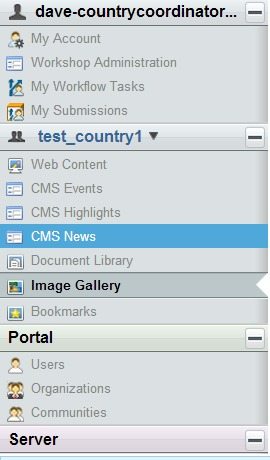 dave-countrycoordinator...
My Account
Workshop Administration
My Workflow Tasks
My Submissions
test_country1
Web Content
CMS Events
CMS Highlights
CMS News
Document Library
Image Gallery
Bookmarks
Portal
Users
Organizations
Communities
Server